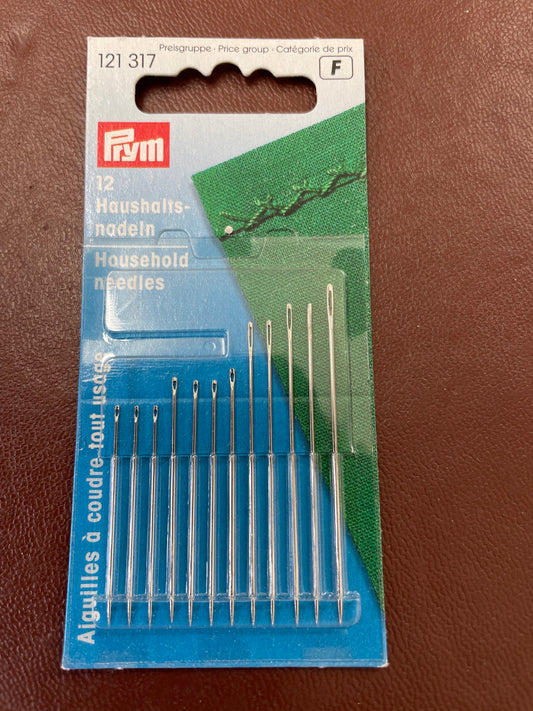 Preisgruppe · Price group · Catégorie de prix
121 317
F
Prym
12
Haushalts-
nadeln
Household
needles
Aiguilles à coudre tout usage